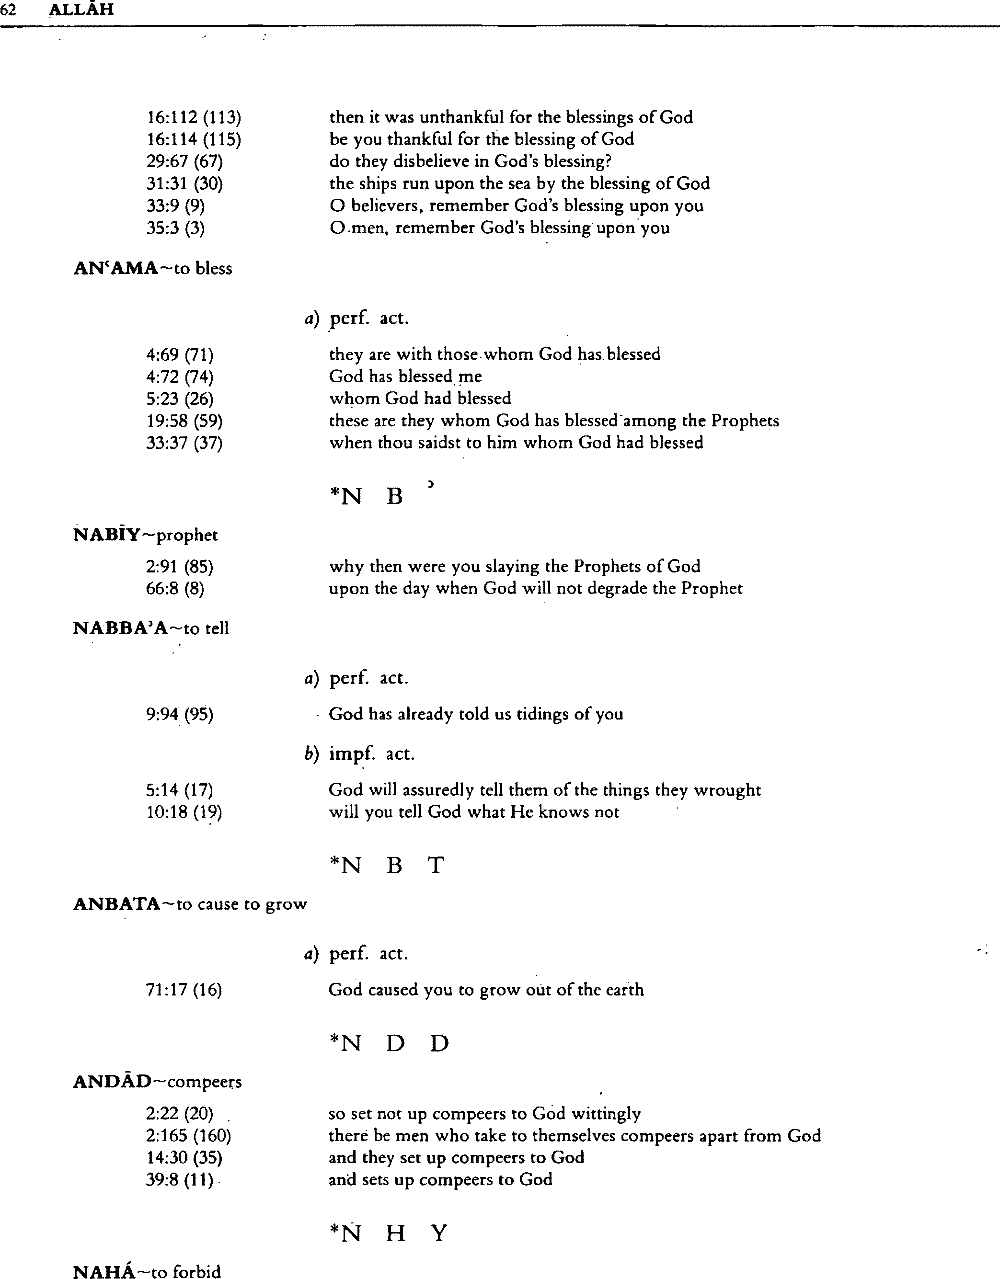 62 ALLĀH
16:112 (113) then it was unthankful for the blessings of God
16:114 (115) be you thankful for the blessing of God
29:67 (67) do they disbelieve in God's blessing?
31:31 (30) the ships run upon the sea by the blessing of God
33:9 (9) O believers, remember God's blessing upon you
35:3 (3) O men, remember God's blessing upon you
ANʿAMA~to bless
a) perf. act.
4:69 (71) they are with those whom God has blessed
4:72 (74) God has blessed me
5:23 (26) whom God had blessed
19:58 (59) these are they whom God has blessed among the Prophets
33:37 (37) when thou saidst to him whom God had blessed
*N B ʾ
NABĪY~prophet
2:91 (85) why then were you slaying the Prophets of God
66:8 (8) upon the day when God will not degrade the Prophet
NABBAʾA~to tell
a) perf. act.
9:94 (95) God has already told us tidings of you
b) impf. act.
5:14 (17) God will assuredly tell them of the things they wrought
10:18 (19) will you tell God what He knows not
*N B T
ANBATA~to cause to grow
a) perf. act.
71:17 (16) God caused you to grow out of the earth
*N D D
ANDĀD~compeers
2:22 (20) so set not up compeers to God wittingly
2:165 (160) there be men who take to themselves compeers apart from God
14:30 (35) and they set up compeers to God
39:8 (11) and sets up compeers to God
*N H Y
NAHÁ~to forbid